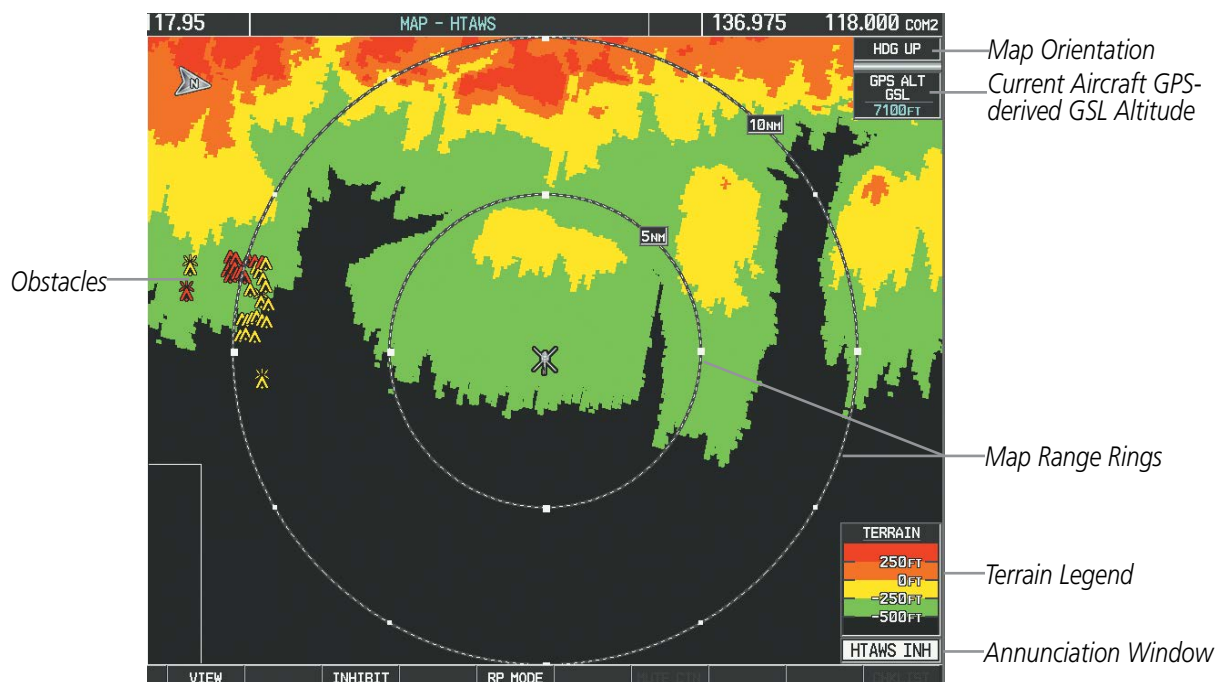 17.95 MAP - HTAWS 136.975 118.000 COM2
HDG UP
Map Orientation
GPS ALT
GSL
7100FT
Current Aircraft GPS-
derived GSL Altitude
N
10NM
5NM
Obstacles
Map Range Rings
TERRAIN
250FT
0FT
-250FT
-500FT
Terrain Legend
HTAWS INH
Annunciation Window
VIEW INHIBIT RP MODE